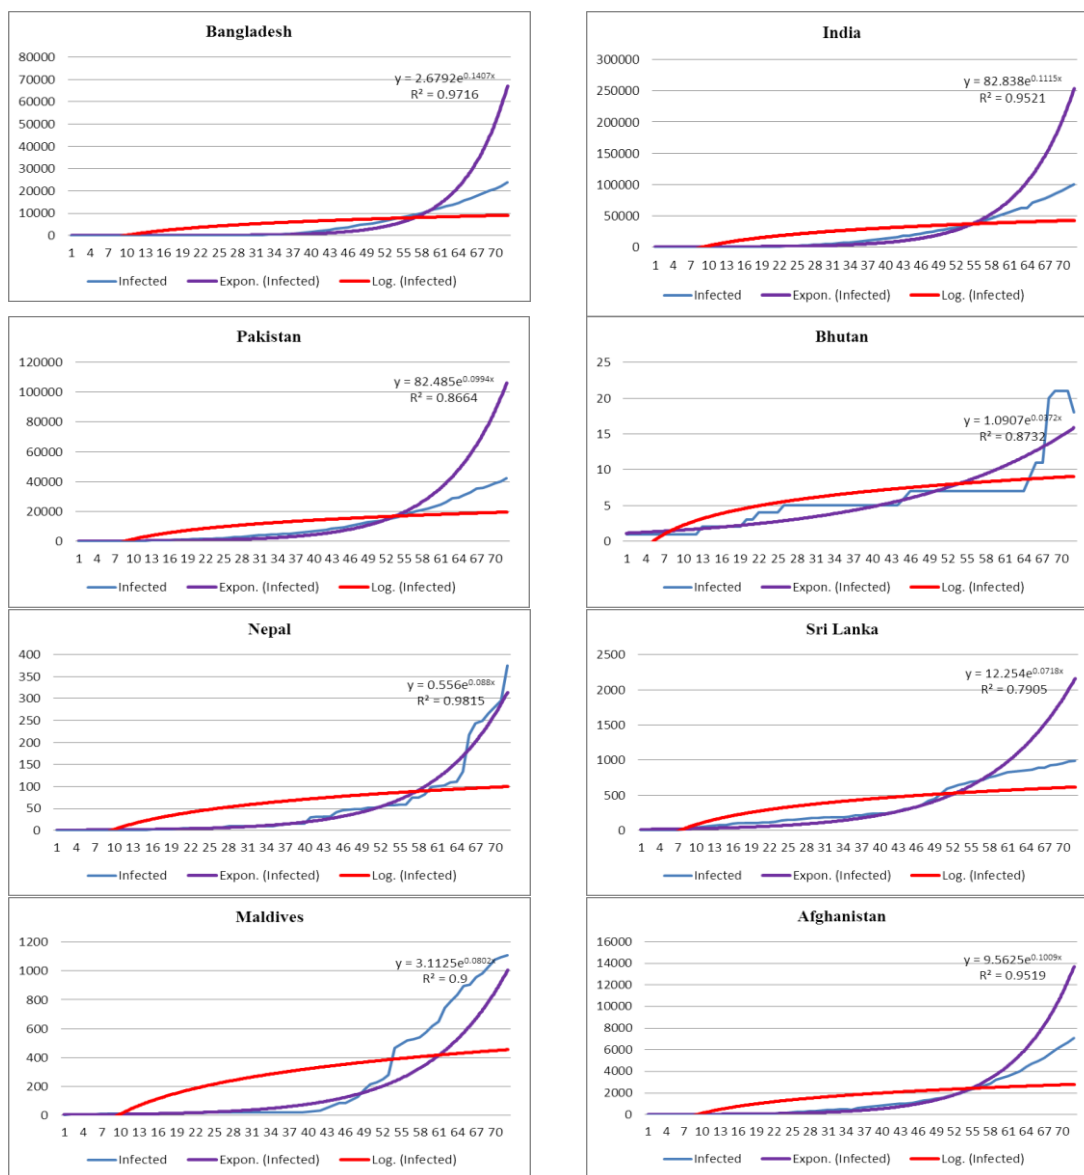 Bangladesh
80000
70000
60000
50000
40000
30000
20000
10000
0
y = 2.6792e^0.1407x
R² = 0.9716
1 4 7 10 13 16 19 22 25 28 31 34 37 40 43 46 49 52 55 58 61 64 67 70
Infected Expon. (Infected) Log. (Infected)
India
300000
250000
200000
150000
100000
50000
0
y = 82.838e^0.1115x
R² = 0.9521
1 4 7 10 13 16 19 22 25 28 31 34 37 40 43 46 49 52 55 58 61 64 67 70
Infected Expon. (Infected) Log. (Infected)
Pakistan
120000
100000
80000
60000
40000
20000
0
y = 82.485e^0.0994x
R² = 0.8664
1 4 7 10 13 16 19 22 25 28 31 34 37 40 43 46 49 52 55 58 61 64 67 70
Infected Expon. (Infected) Log. (Infected)
Bhutan
25
20
15
10
5
0
y = 1.0907e^0.0372x
R² = 0.8732
1 4 7 10 13 16 19 22 25 28 31 34 37 40 43 46 49 52 55 58 61 64 67 70
Infected Expon. (Infected) Log. (Infected)
Nepal
400
350
300
250
200
150
100
50
0
y = 0.556e^0.088x
R² = 0.9815
1 4 7 10 13 16 19 22 25 28 31 34 37 40 43 46 49 52 55 58 61 64 67 70
Infected Expon. (Infected) Log. (Infected)
Sri Lanka
2500
2000
1500
1000
500
0
y = 12.254e^0.0718x
R² = 0.7905
1 4 7 10 13 16 19 22 25 28 31 34 37 40 43 46 49 52 55 58 61 64 67 70
Infected Expon. (Infected) Log. (Infected)
Maldives
1200
1000
800
600
400
200
0
y = 3.1125e^0.0802x
R² = 0.9
1 4 7 10 13 16 19 22 25 28 31 34 37 40 43 46 49 52 55 58 61 64 67 70
Infected Expon. (Infected) Log. (Infected)
Afghanistan
16000
14000
12000
10000
8000
6000
4000
2000
0
y = 9.5625e^0.1009x
R² = 0.9519
1 4 7 10 13 16 19 22 25 28 31 34 37 40 43 46 49 52 55 58 61 64 67 70
Infected Expon. (Infected) Log. (Infected)